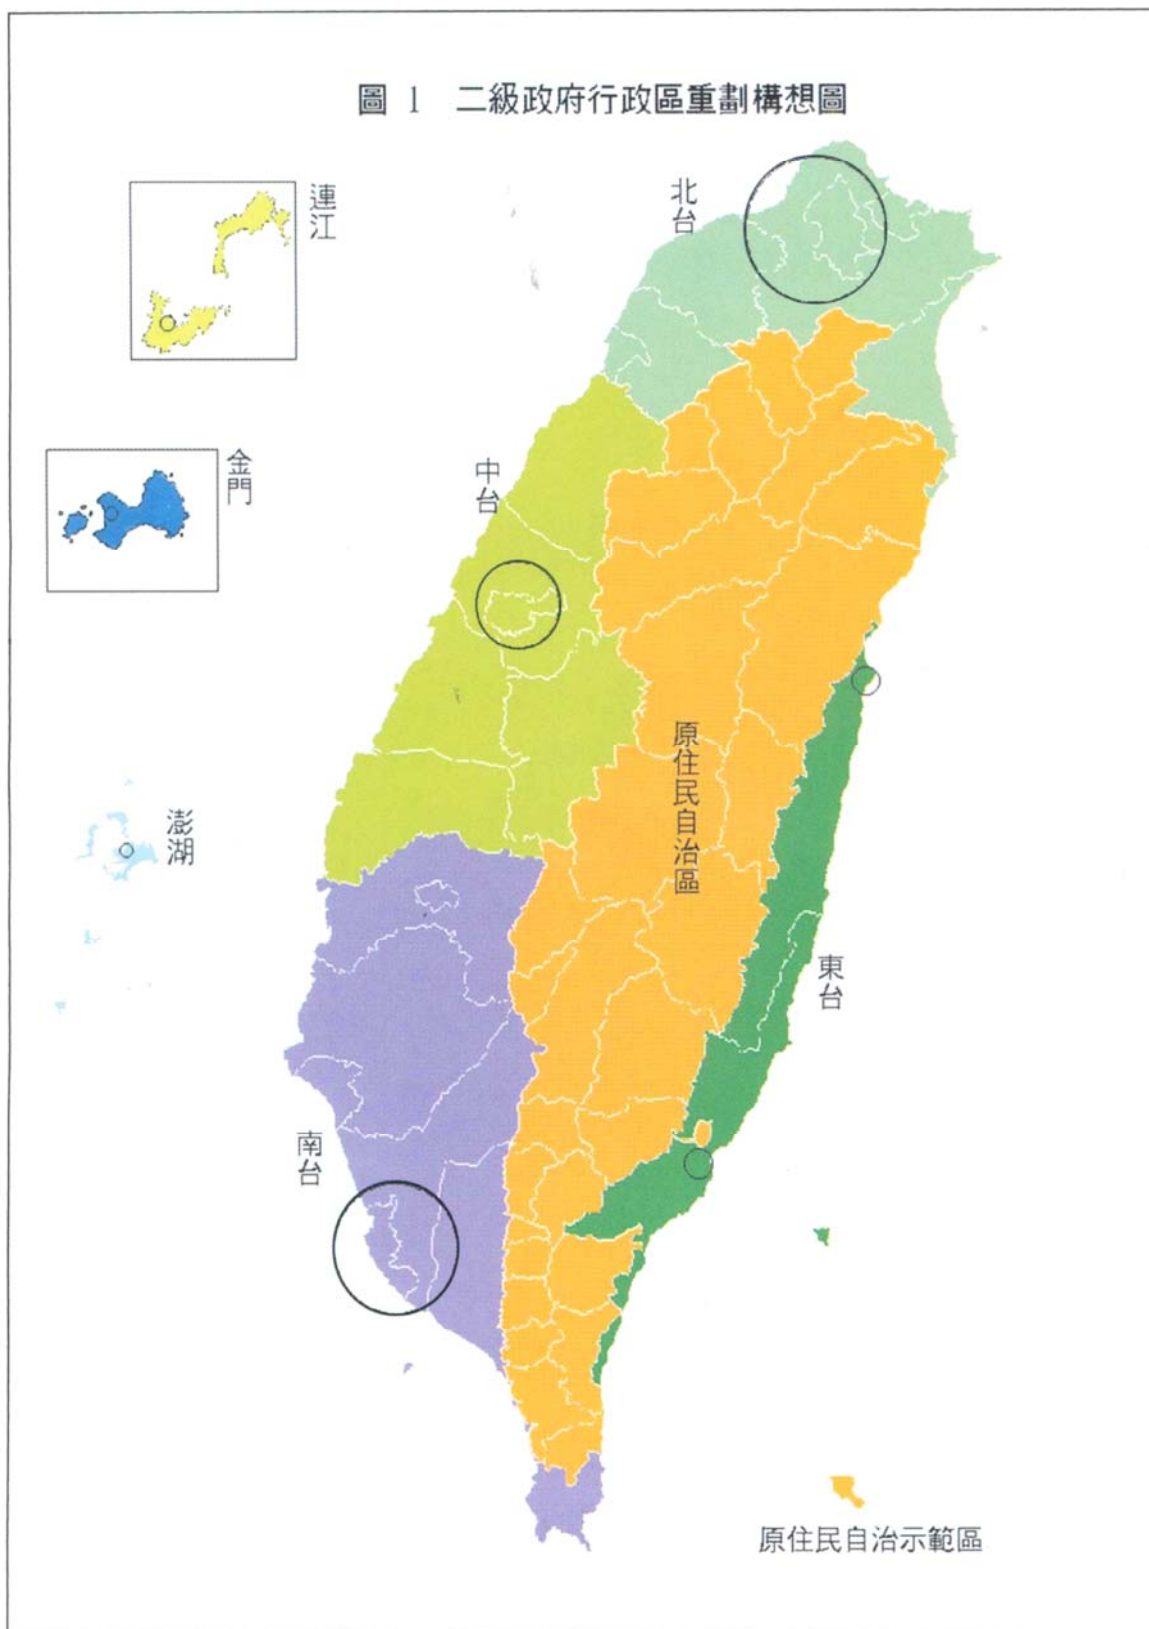 圖 1 二級政府行政區重劃構想圖
連江
北台
金門
中台
原住民自治區
澎湖
東台
南台
原住民自治示範區